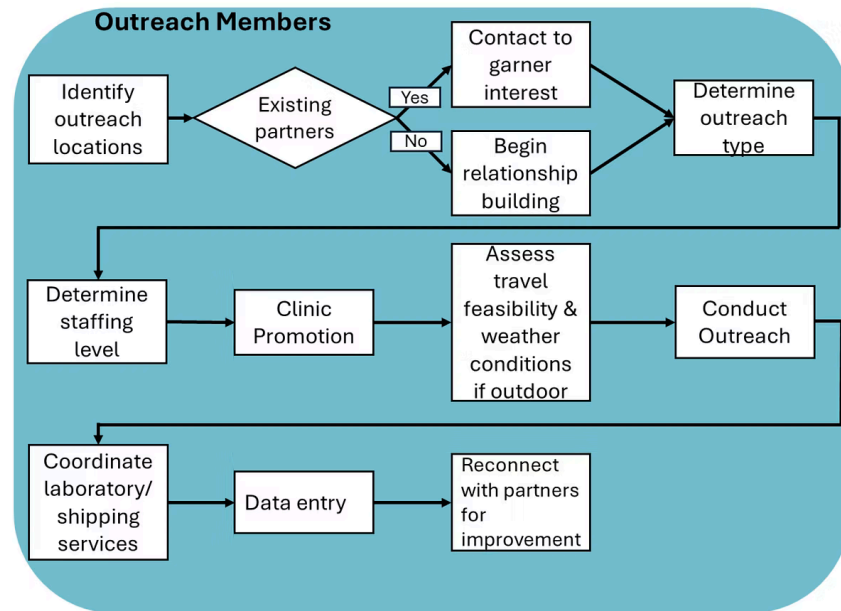 Outreach Members
Identify
outreach
locations
Existing
partners
Yes
No
Contact to
garner
interest
Begin
relationship
building
Determine
outreach
type
Determine
staffing
level
Clinic
Promotion
Assess
travel
feasibility &
weather
conditions
if outdoor
Conduct
Outreach
Coordinate
laboratory/
shipping
services
Data entry
Reconnect
with partners
for
improvement